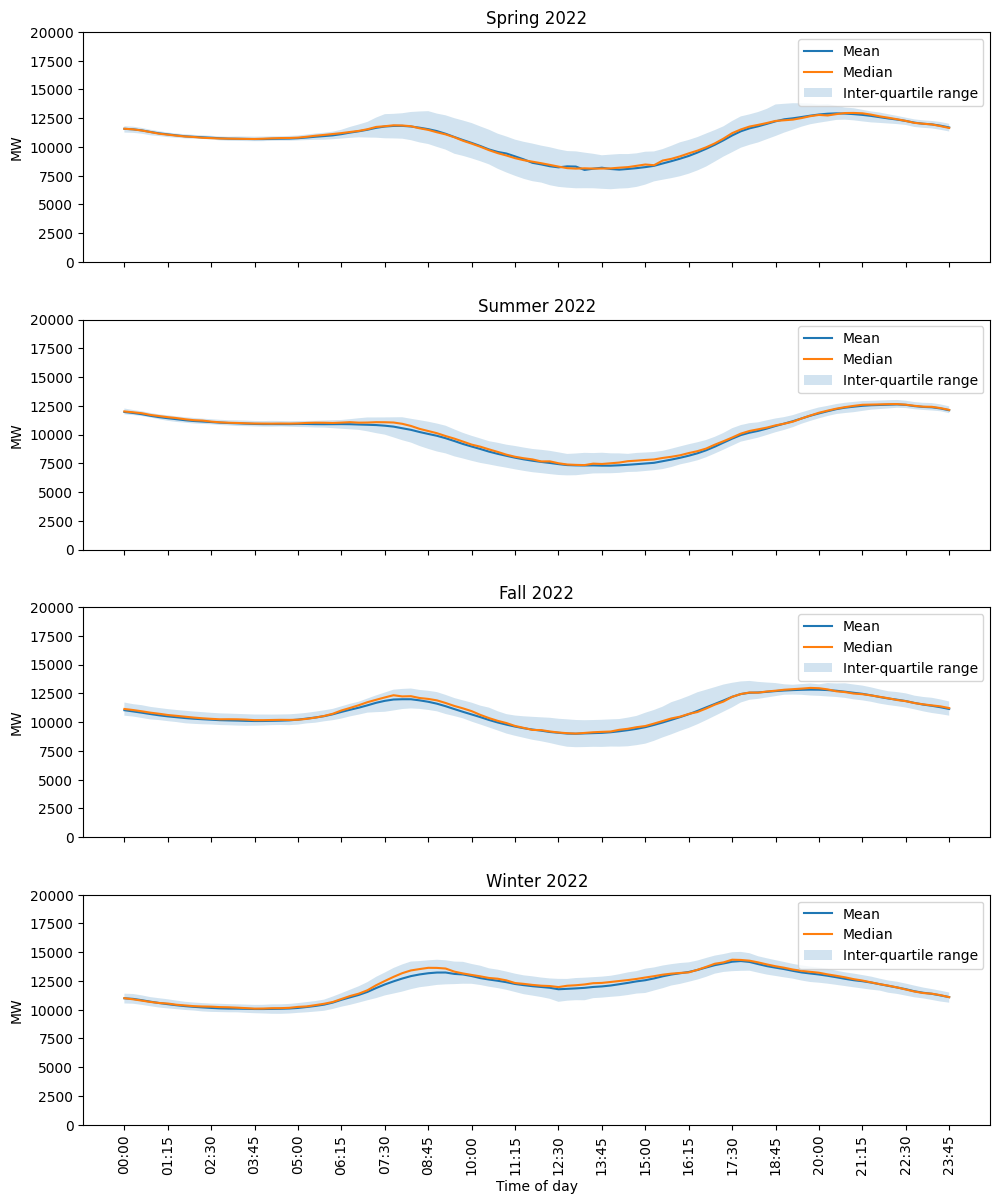 Spring 2022
20000
17500
15000
12500
10000
7500
5000
2500
0
MW
Mean
Median
Inter-quartile range
Summer 2022
20000
17500
15000
12500
10000
7500
5000
2500
0
MW
Mean
Median
Inter-quartile range
Fall 2022
20000
17500
15000
12500
10000
7500
5000
2500
0
MW
Mean
Median
Inter-quartile range
Winter 2022
20000
17500
15000
12500
10000
7500
5000
2500
0
MW
Mean
Median
Inter-quartile range
00:00
01:15
02:30
03:45
05:00
06:15
07:30
08:45
10:00
11:15
12:30
13:45
15:00
16:15
17:30
18:45
20:00
21:15
22:30
23:45
Time of day